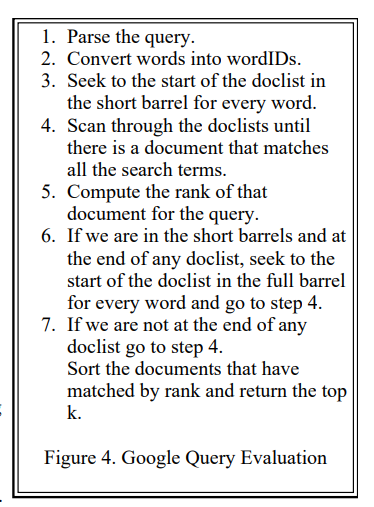 1. Parse the query.
2. Convert words into wordIDs.
3. Seek to the start of the doclist in
the short barrel for every word.
4. Scan through the doclists until
there is a document that matches
all the search terms.
5. Compute the rank of that
document for the query.
6. If we are in the short barrels and at
the end of any doclist, seek to the
start of the doclist in the full barrel
for every word and go to step 4.
7. If we are not at the end of any
doclist go to step 4.
Sort the documents that have
matched by rank and return the top
k.
Figure 4. Google Query Evaluation